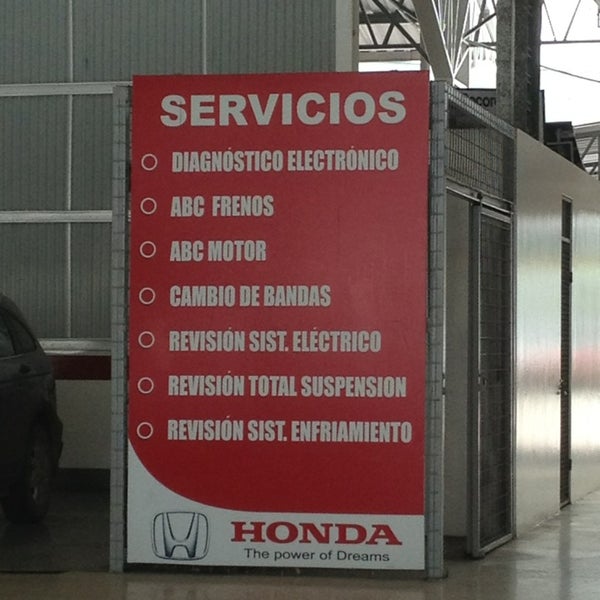 SERVICIOS
DIAGNÓSTICO ELECTRÓNICO
ABC FRENOS
ABC MOTOR
CAMBIO DE BANDAS
REVISIÓN SIST. ELÉCTRICO
REVISIÓN TOTAL SUSPENSION
REVISIÓN SIST. ENFRIAMIENTO
HONDA
The power of Dreams